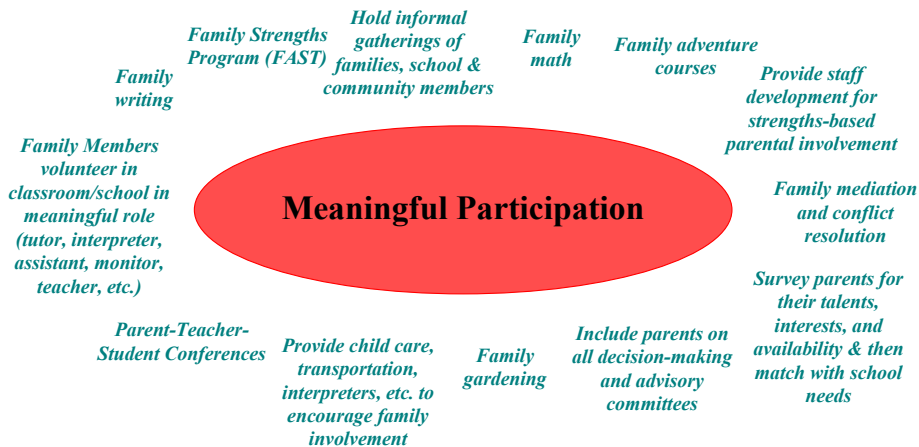 Family Strengths
Program (FAST)
Hold informal
gatherings of
families, school &
community members
Family
math
Family adventure
courses
Family
writing
Provide staff
development for
strengths-based
parental involvement
Family Members
volunteer in
classroom/school in
meaningful role
(tutor, interpreter,
assistant, monitor,
teacher, etc.)
Meaningful Participation
Family mediation
and conflict
resolution
Survey parents for
their talents,
interests, and
availability & then
match with school
needs
Parent-Teacher-
Student Conferences
Provide child care,
transportation,
interpreters, etc. to
encourage family
involvement
Family
gardening
Include parents on
all decision-making
and advisory
committees